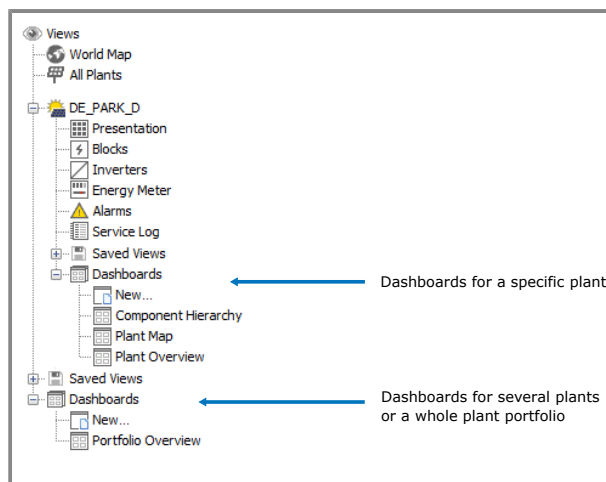 Views
World Map
All Plants
DE_PARK_D
Presentation
Blocks
Inverters
Energy Meter
Alarms
Service Log
Saved Views
Dashboards
Dashboards for a specific plant
New...
Component Hierarchy
Plant Map
Plant Overview
Saved Views
Dashboards
Dashboards for several plants
or a whole plant portfolio
New...
Portfolio Overview